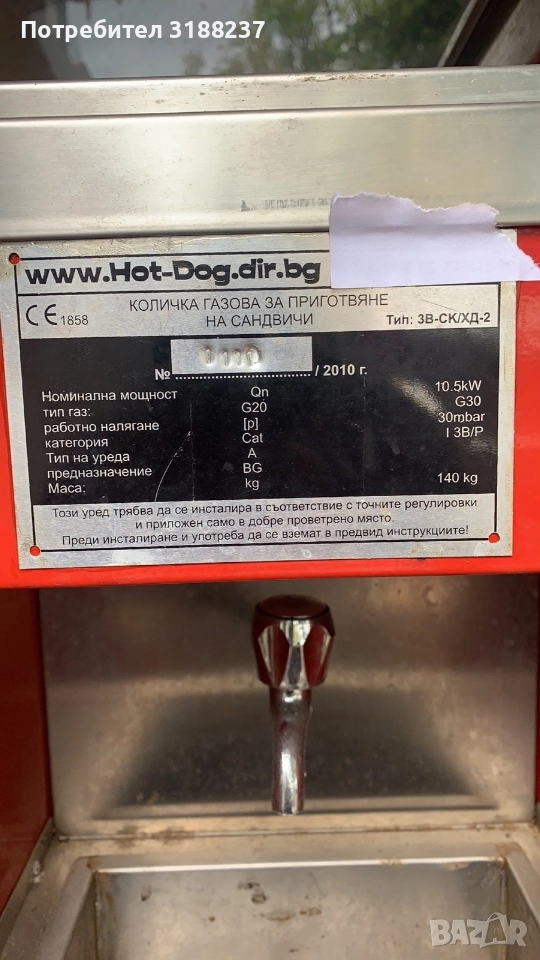 Потребител 3188237
www.Hot-Dog.dir.bg
CE 1858
КОЛИЧКА ГАЗОВА ЗА ПРИГОТВЯНЕ
НА САНДВИЧИ
Тип: 3В-СК/ХД-2
№ / 2010 г.
Номинална мощност Qn 10.5kW
тип газ: G20 G30
работно налягане [p] 30mbar
категория Cat I 3B/P
Тип на уреда A
предназначение BG
Маса: kg 140 kg
Този уред трябва да се инсталира в съответствие с точните регулировки
и приложен само в добре проветрено място.
Преди инсталиране и употреба да се вземат в предвид инструкциите!
BAZAR